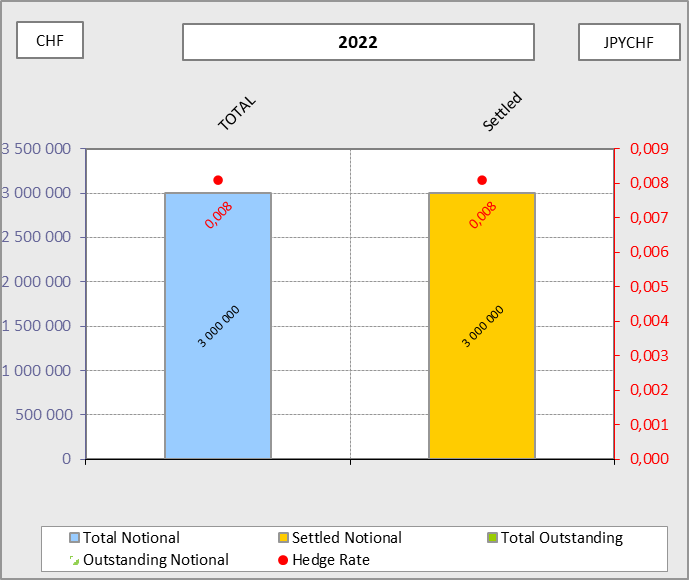 CHF
2022
JPYCHF
TOTAL
Settled
3 500 000
3 000 000
2 500 000
2 000 000
1 500 000
1 000 000
500 000
0
0,008
3 000 000
0,008
3 000 000
0,009
0,008
0,007
0,006
0,005
0,004
0,003
0,002
0,001
0,000
Total Notional
Settled Notional
Total Outstanding
Outstanding Notional
Hedge Rate